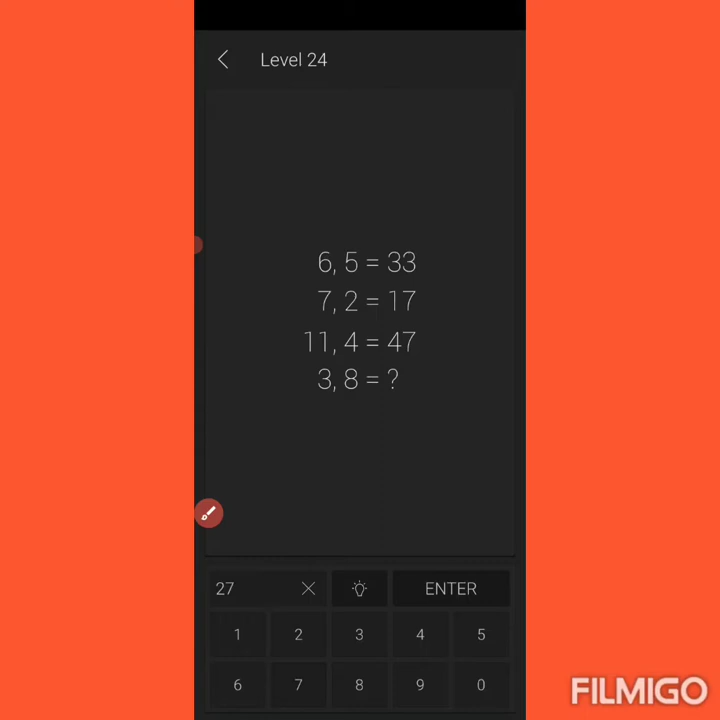 Level 24
6, 5 = 33
7, 2 = 17
11, 4 = 47
3, 8 = ?
27
ENTER
1 2 3 4 5
6 7 8 9 0
FILMIGO